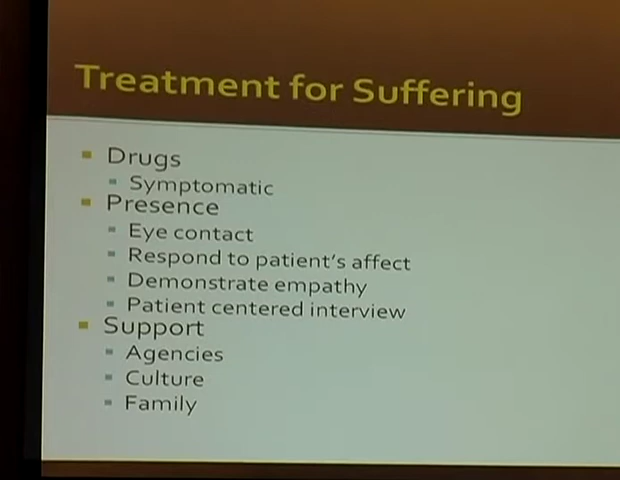 Treatment for Suffering
Drugs
Symptomatic
Presence
Eye contact
Respond to patient's affect
Demonstrate empathy
Patient centered interview
Support
Agencies
Culture
Family